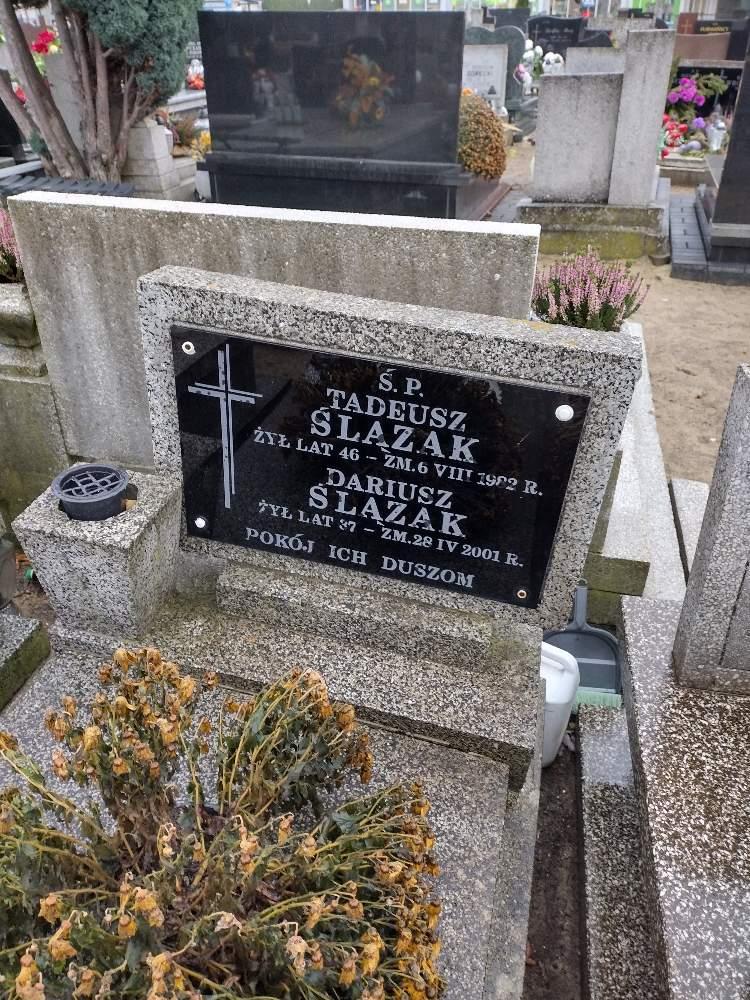 Ś. P.
TADEUSZ
ŚLĄZAK
ŻYŁ LAT 46 – ZM. 6 VIII 1982 R.
DARIUSZ
ŚLĄZAK
ŻYŁ LAT 37 – ZM. 28 IV 2001 R.
POKÓJ ICH DUSZOM
GÓRECKI